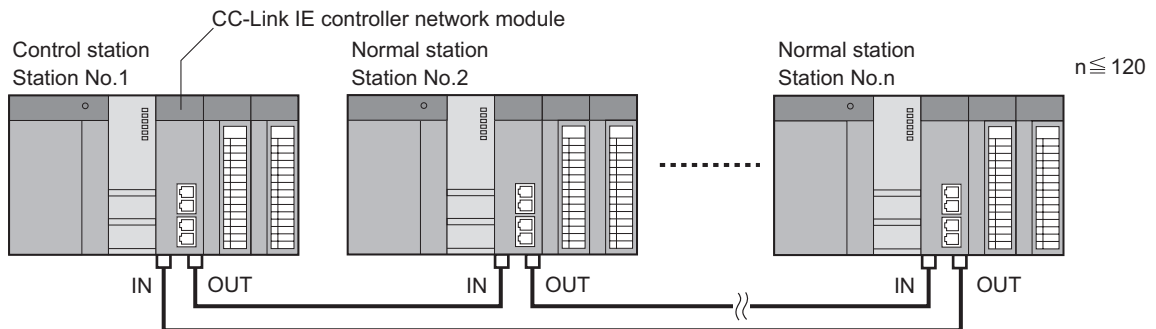 CC-Link IE controller network module
Control station
Station No.1
Normal station
Station No.2
Normal station
Station No.n
n≦120
IN
OUT
IN
OUT
IN
OUT